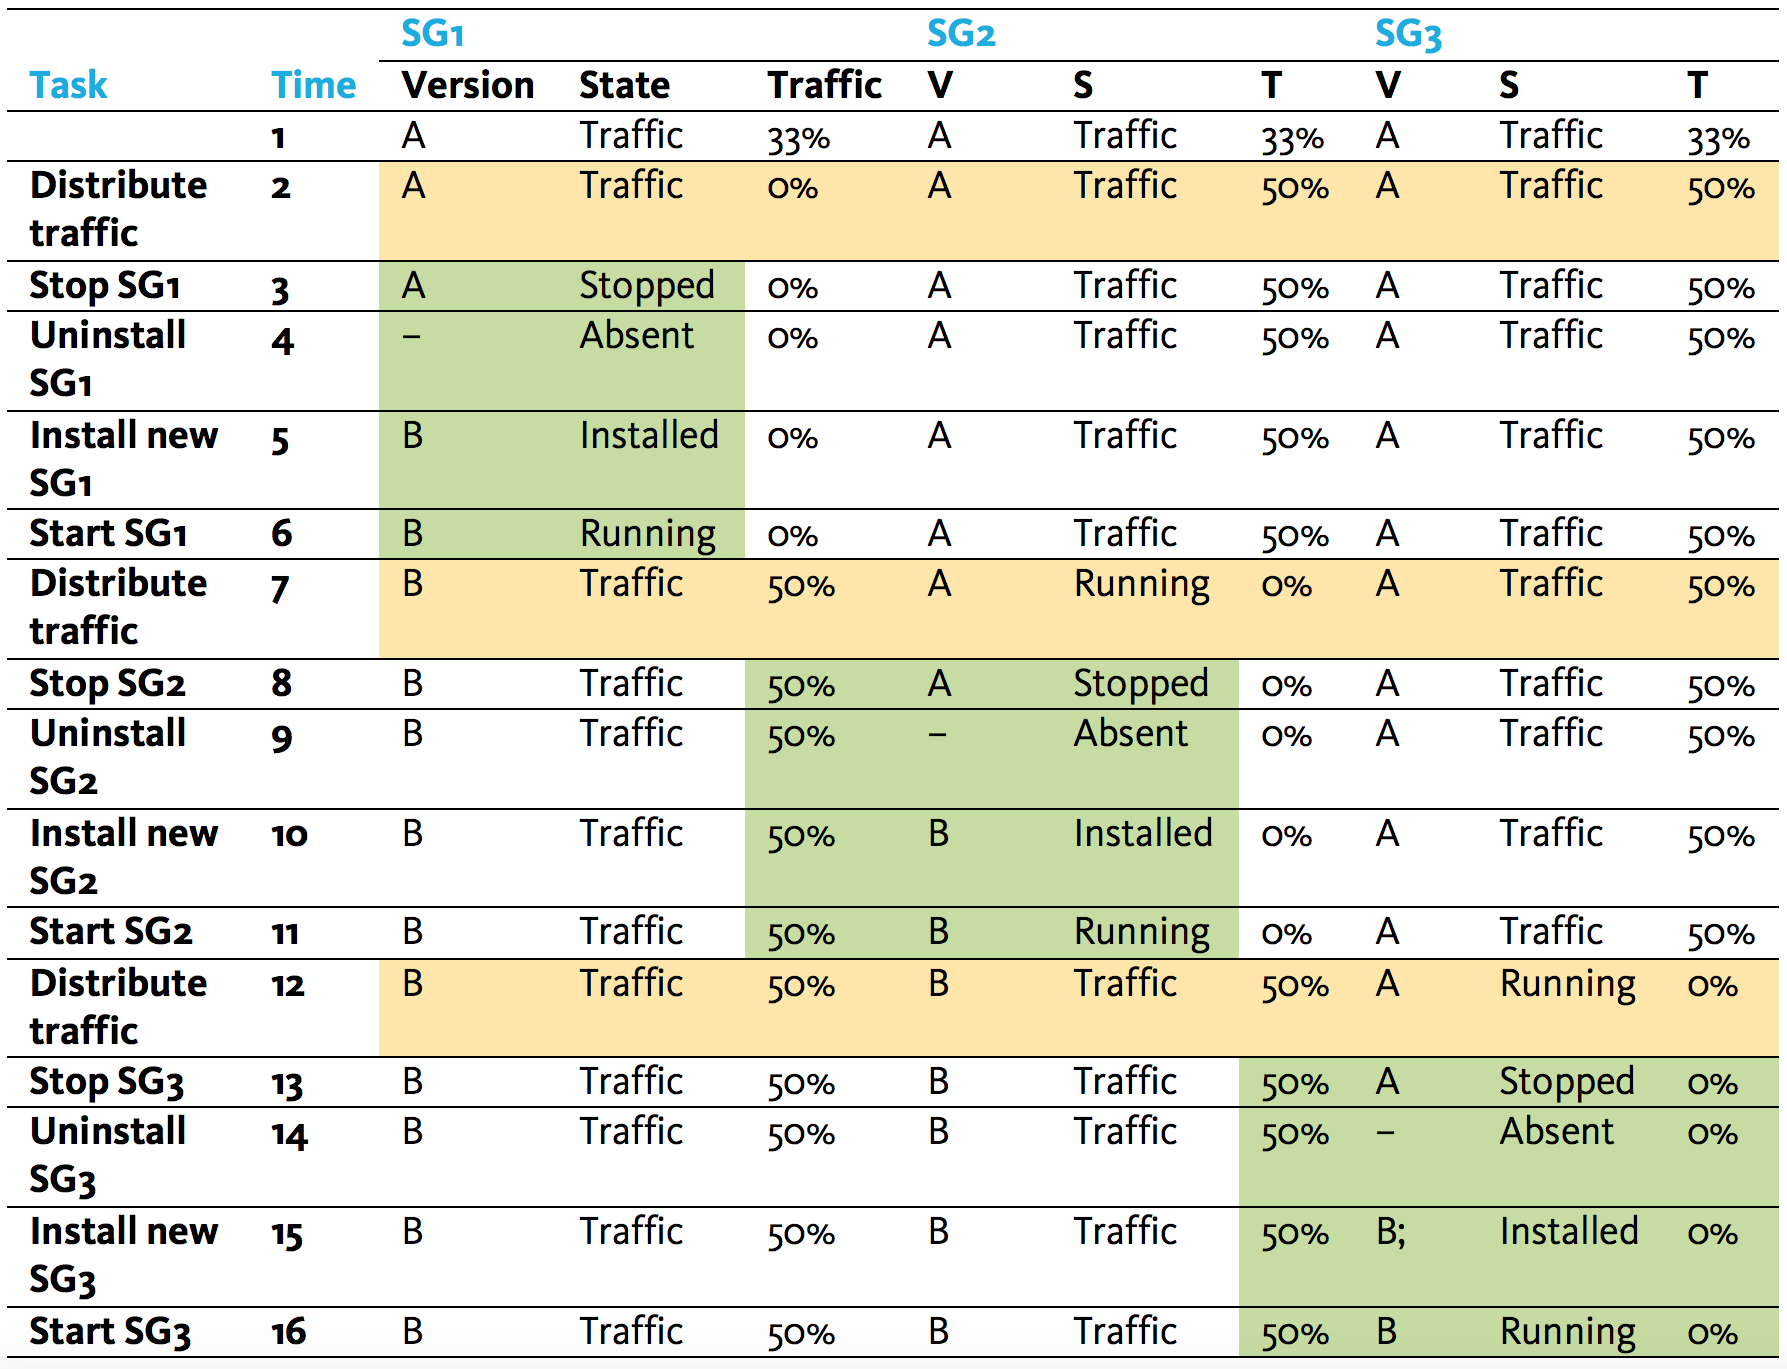 SG1 SG2 SG3
Task Time Version State Traffic V S T V S T
1 A Traffic 33% A Traffic 33% A Traffic 33%
Distribute 2 A Traffic 0% A Traffic 50% A Traffic 50%
traffic
Stop SG1 3 A Stopped 0% A Traffic 50% A Traffic 50%
Uninstall 4 – Absent 0% A Traffic 50% A Traffic 50%
SG1
Install new 5 B Installed 0% A Traffic 50% A Traffic 50%
SG1
Start SG1 6 B Running 0% A Traffic 50% A Traffic 50%
Distribute 7 B Traffic 50% A Running 0% A Traffic 50%
traffic
Stop SG2 8 B Traffic 50% A Stopped 0% A Traffic 50%
Uninstall 9 B Traffic 50% – Absent 0% A Traffic 50%
SG2
Install new 10 B Traffic 50% B Installed 0% A Traffic 50%
SG2
Start SG2 11 B Traffic 50% B Running 0% A Traffic 50%
Distribute 12 B Traffic 50% B Traffic 50% A Running 0%
traffic
Stop SG3 13 B Traffic 50% B Traffic 50% A Stopped 0%
Uninstall 14 B Traffic 50% B Traffic 50% – Absent 0%
SG3
Install new 15 B Traffic 50% B Traffic 50% B; Installed 0%
SG3
Start SG3 16 B Traffic 50% B Traffic 50% B Running 0%